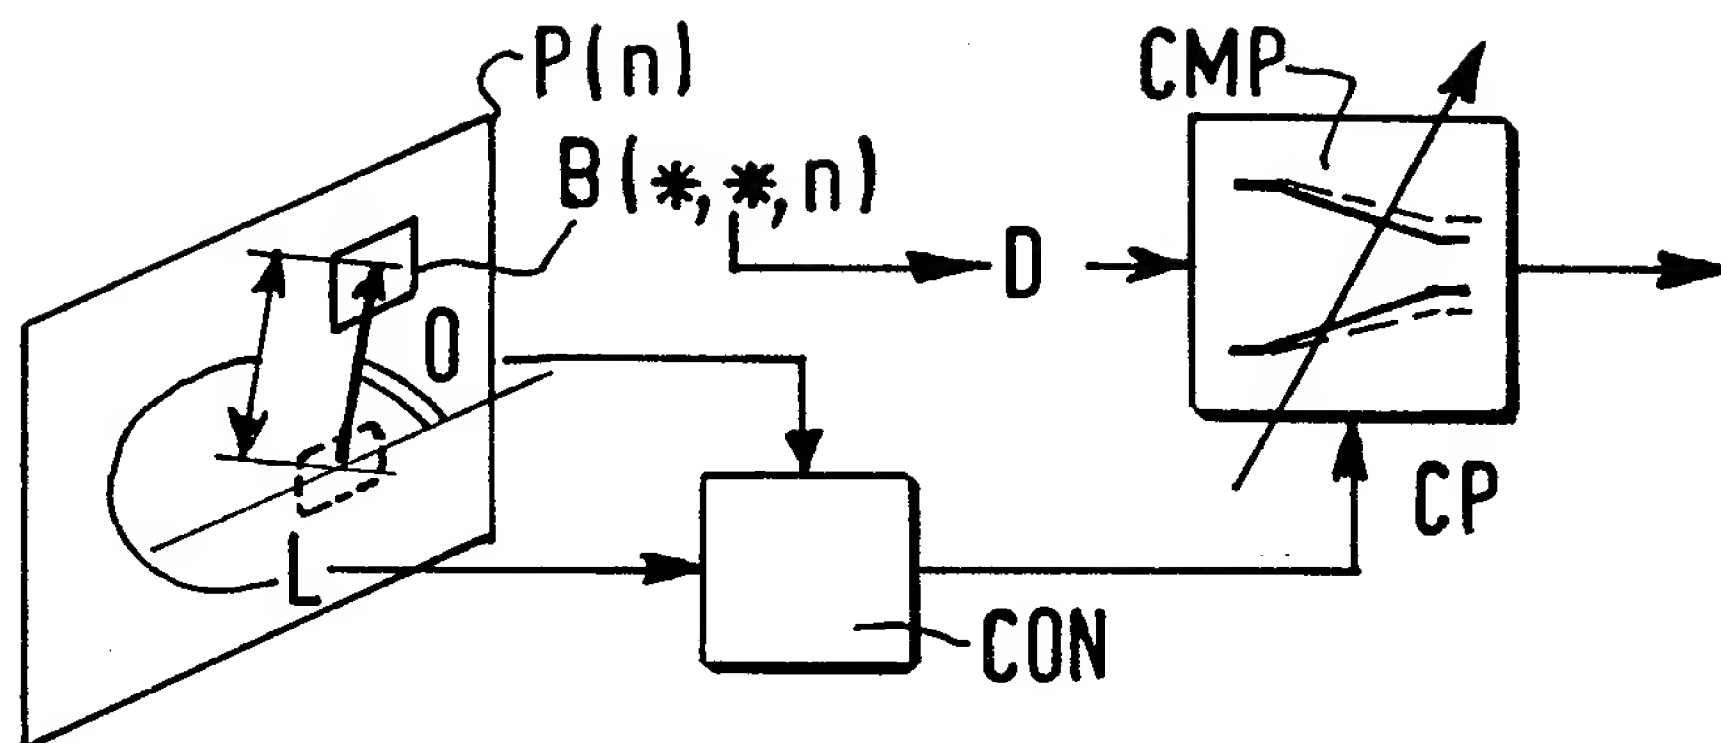 P(n)
CMP
B(*,*,n)
D
O
CP
L
CON